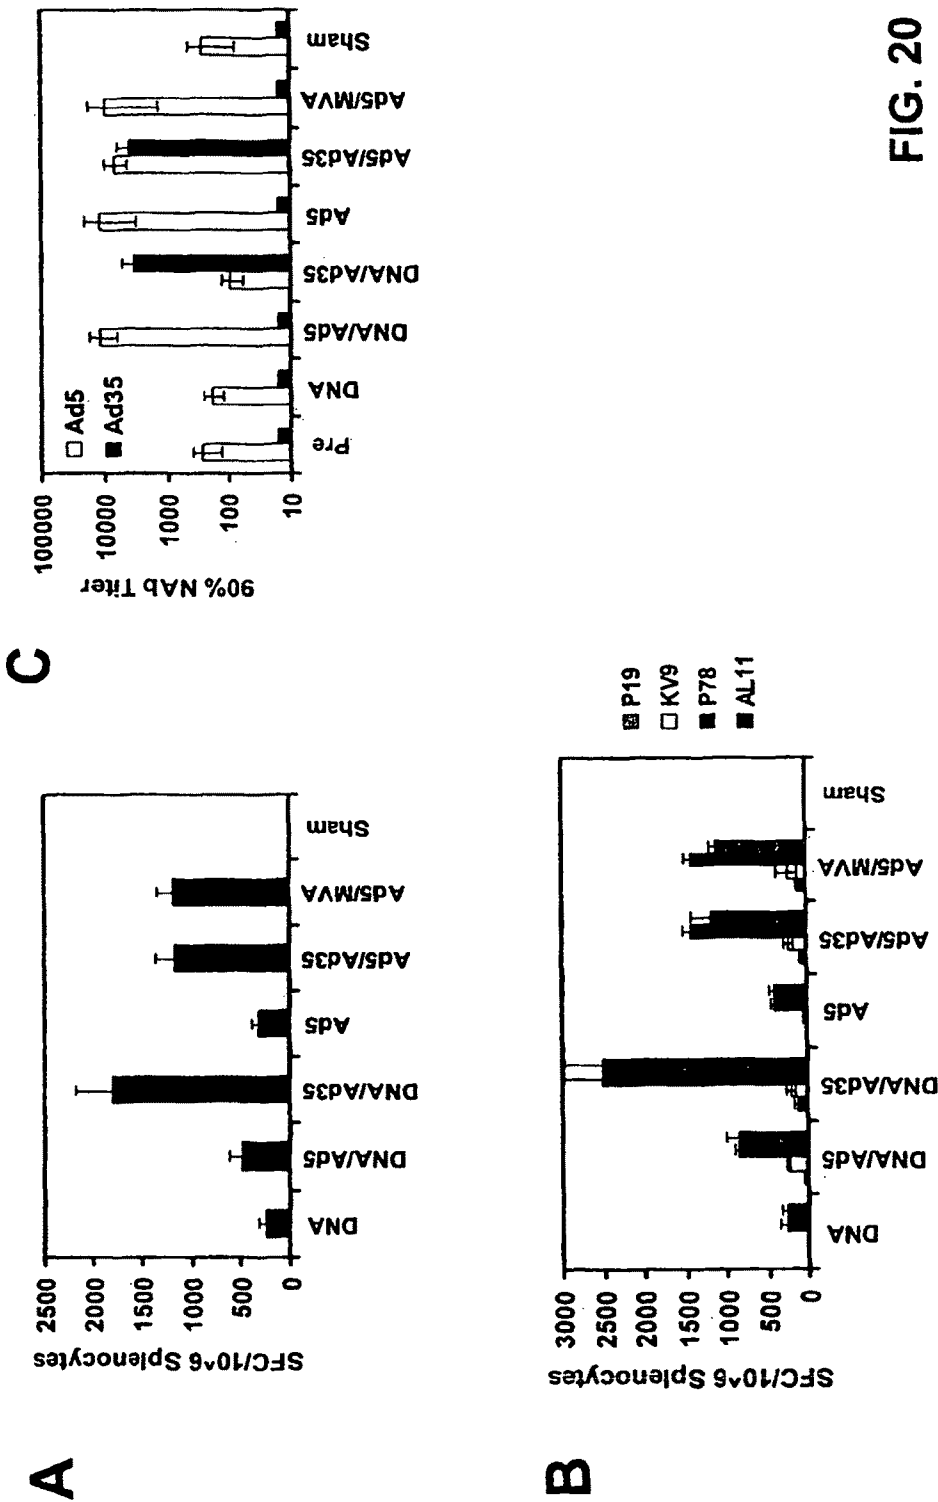 A
SFC/10^6 Splenocytes
2500
2000
1500
1000
500
0
DNA
DNA/Ad5
DNA/Ad35
Ad5
Ad5/Ad35
Ad5/MVA
Sham
B
SFC/10^6 Splenocytes
3000
2500
2000
1500
1000
500
0
DNA
DNA/Ad5
DNA/Ad35
Ad5
Ad5/Ad35
Ad5/MVA
Sham
P19
KV9
P78
AL11
C
90% NAb Titer
100000
10000
1000
100
10
Ad5
Ad35
Pre
DNA
DNA/Ad5
DNA/Ad35
Ad5
Ad5/Ad35
Ad5/MVA
Sham
FIG. 20